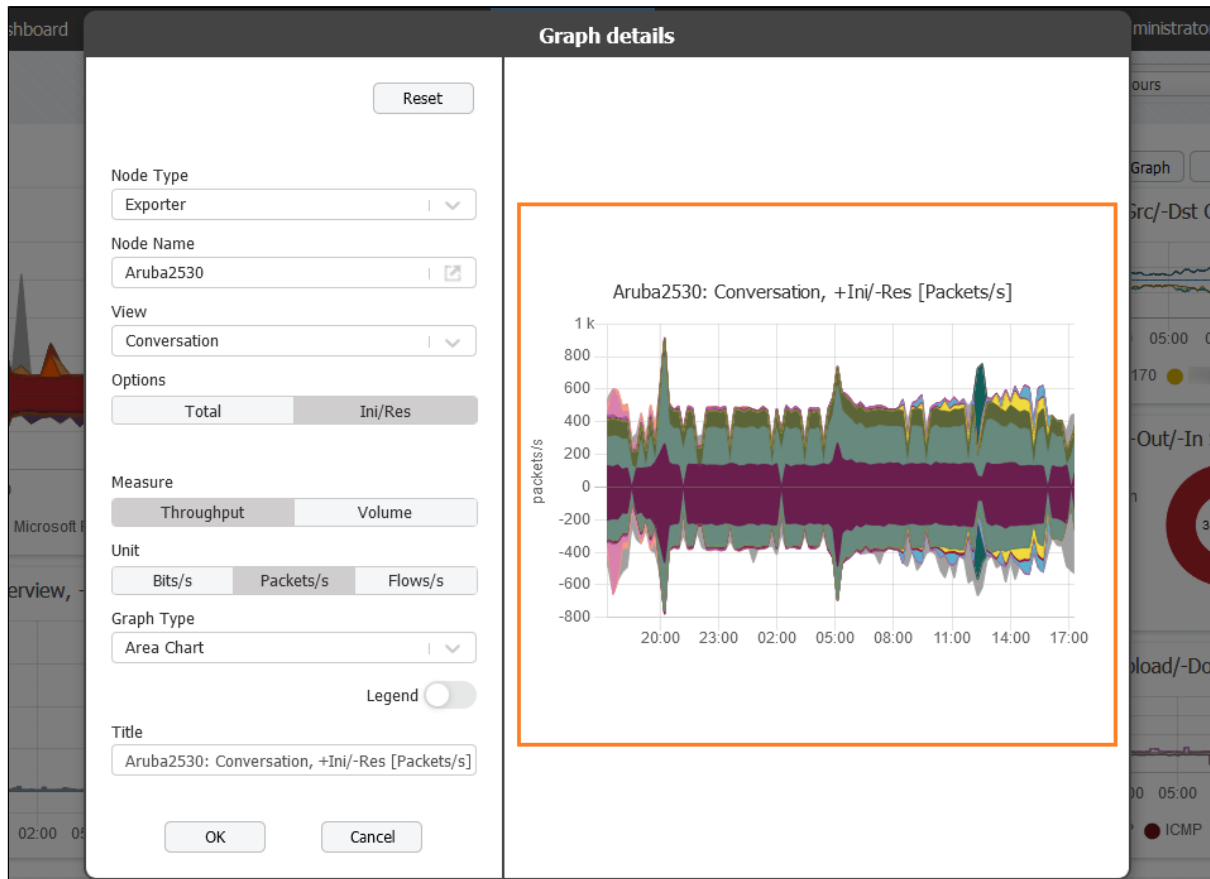 shboard
Graph details
ministrato
ours
Reset
Graph
Node Type
Exporter
Src/-Dst
Node Name
Aruba2530
View
Conversation
05:00
170
Options
Total Ini/Res
-Out/-In
Measure
Throughput Volume
Microsoft
Unit
Bits/s Packets/s Flows/s
erview, -
Graph Type
Area Chart
Legend
Title
Aruba2530: Conversation, +Ini/-Res [Packets/s]
OK Cancel
02:00
Aruba2530: Conversation, +Ini/-Res [Packets/s]
packets/s
1 k
800
600
400
200
0
-200
-400
-600
-800
20:00 23:00 02:00 05:00 08:00 11:00 14:00 17:00
pload/-Do
05:00
ICMP